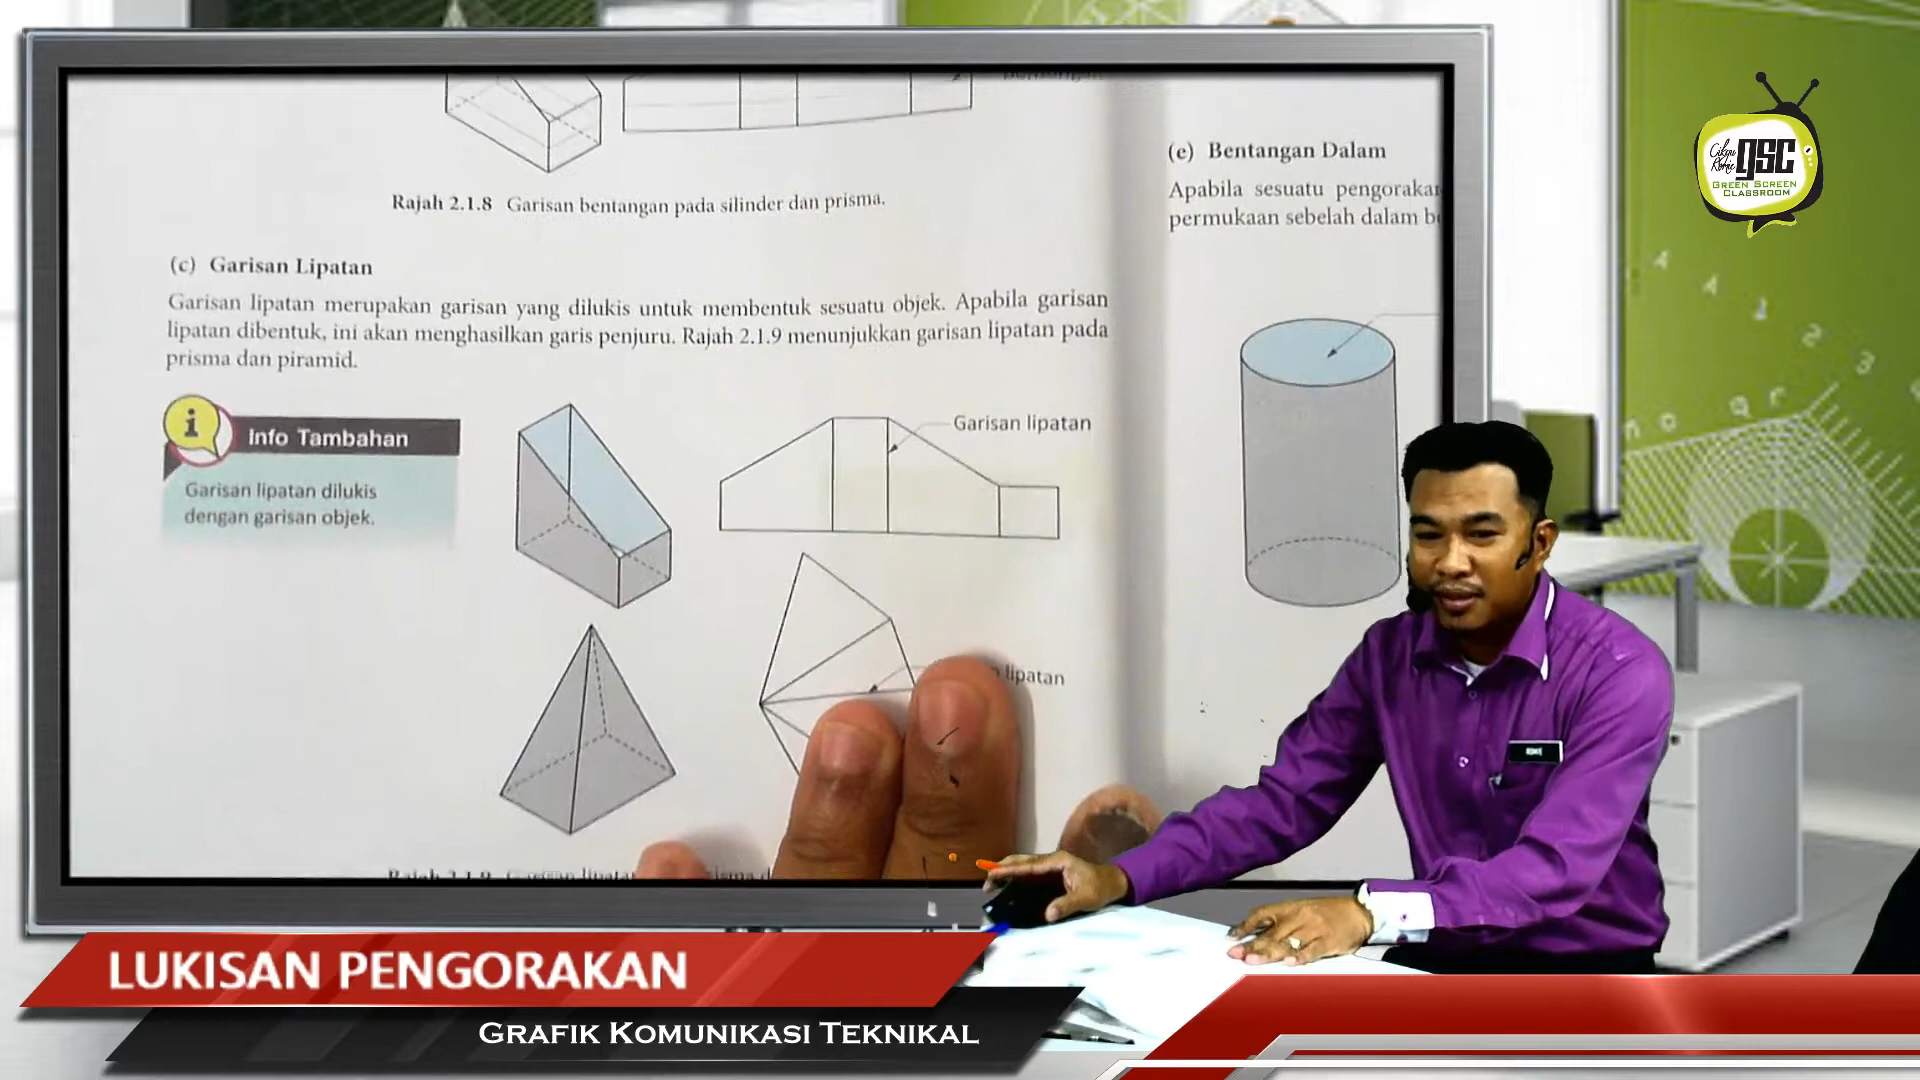 Rajah 2.1.8 Garisan bentangan pada silinder dan prisma.
(c) Garisan Lipatan
Garisan lipatan merupakan garisan yang dilukis untuk membentuk sesuatu objek. Apabila garisan
lipatan dibentuk, ini akan menghasilkan garis penjuru. Rajah 2.1.9 menunjukkan garisan lipatan pada
prisma dan piramid.
i
Info Tambahan
Garisan lipatan dilukis
dengan garisan objek.
Garisan lipatan
lipatan
(e) Bentangan Dalam
Apabila sesuatu pengorakan
permukaan sebelah dalam
Cikgu
gsc
GREEN SCREEN
CLASSROOM
LUKISAN PENGORAKAN
GRAFIK KOMUNIKASI TEKNIKAL